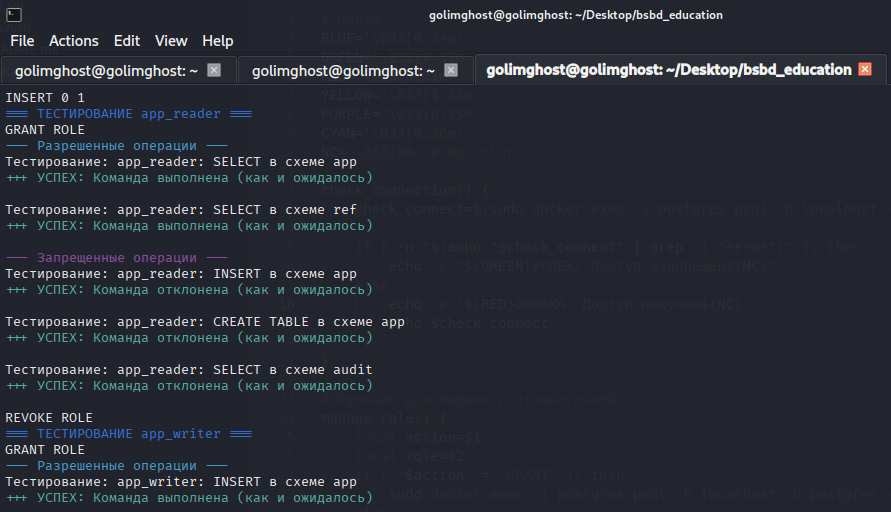 golimghost@golimghost: ~/Desktop/bsbd_education
File Actions Edit View Help
golimghost@golimghost: ~ golimghost@golimghost: ~ golimghost@golimghost: ~/Desktop/bsbd_education
INSERT 0 1
=== ТЕСТИРОВАНИЕ app_reader ===
GRANT ROLE
--- Разрешенные операции ---
Тестирование: app_reader: SELECT в схеме app
+++ УСПЕХ: Команда выполнена (как и ожидалось)
Тестирование: app_reader: SELECT в схеме ref
+++ УСПЕХ: Команда выполнена (как и ожидалось)
--- Запрещенные операции ---
Тестирование: app_reader: INSERT в схеме app
+++ УСПЕХ: Команда отклонена (как и ожидалось)
Тестирование: app_reader: CREATE TABLE в схеме app
+++ УСПЕХ: Команда отклонена (как и ожидалось)
Тестирование: app_reader: SELECT в схеме audit
+++ УСПЕХ: Команда отклонена (как и ожидалось)
REVOKE ROLE
=== ТЕСТИРОВАНИЕ app_writer ===
GRANT ROLE
--- Разрешенные операции ---
Тестирование: app_writer: INSERT в схеме app
+++ УСПЕХ: Команда выполнена (как и ожидалось)